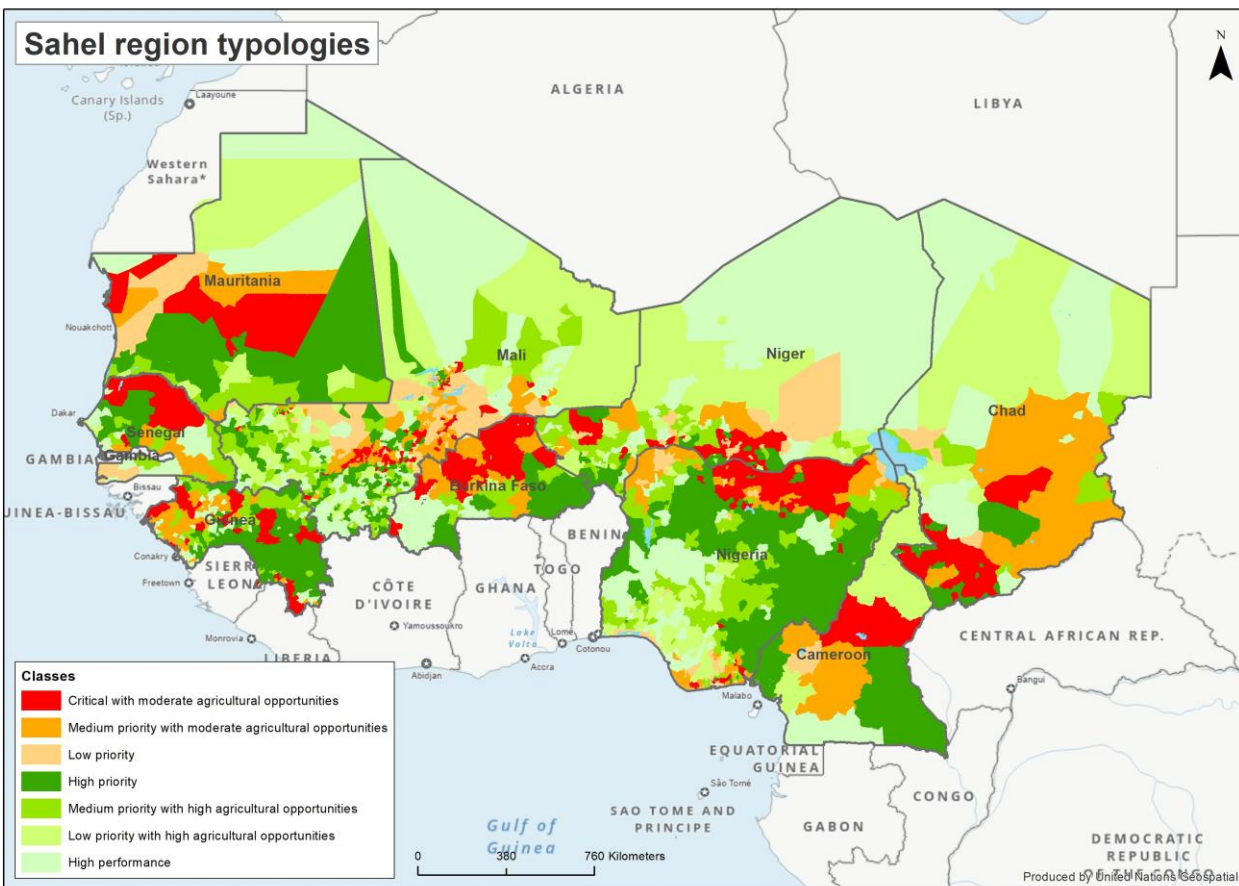 Sahel region typologies
N
Canary Islands
(Sp.)
Laayoune
ALGERIA
LIBYA
Western
Sahara*
Mauritania
Nouakchott
Mali
Niger
Chad
Dakar
Senegal
GAMBIA
Gambia
Bissau
UINEA-BISSAU
Burkina Faso
Guinea
Conakry
BENIN
Nigeria
SIERR
LEON
Freetown
CÔTE
D'IVOIRE
GHANA
TOGO
Yamoussoukro
Lake
Volta
Lomé
Cotonou
CENTRAL AFRICAN REP.
Monrovia
LIBERIA
Abidjan
Accra
Cameroon
Bangui
Malabo
Classes
Critical with moderate agricultural opportunities
Medium priority with moderate agricultural opportunities
Low priority
High priority
Medium priority with high agricultural opportunities
Low priority with high agricultural opportunities
High performance
EQUATORIAL
GUINEA
São Tomé
SAO TOME AND
PRINCIPE
CONGO
GABON
Gulf of
Guinea
0 380 760 Kilometers
DEMOCRATIC
REPUBLIC
OF THE CONGO
Produced by United Nations Geospatial